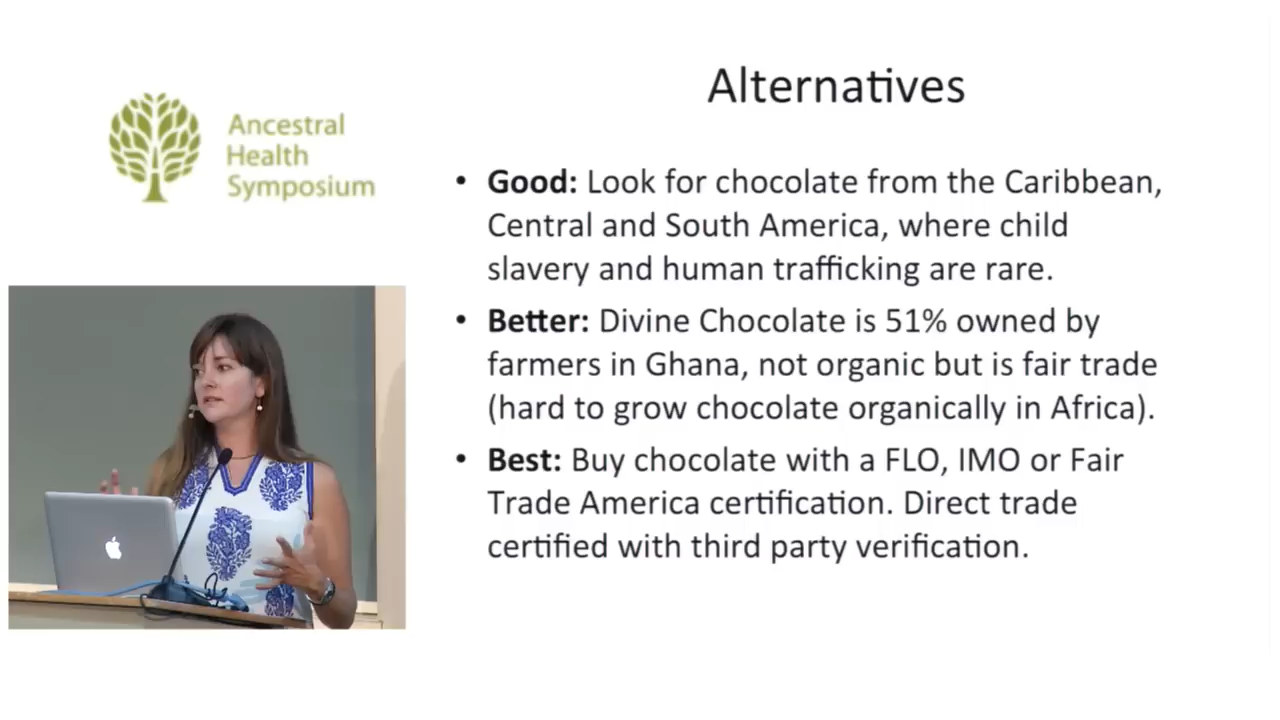 Ancestral
Health
Symposium
Alternatives
• Good: Look for chocolate from the Caribbean,
Central and South America, where child
slavery and human trafficking are rare.
• Better: Divine Chocolate is 51% owned by
farmers in Ghana, not organic but is fair trade
(hard to grow chocolate organically in Africa).
• Best: Buy chocolate with a FLO, IMO or Fair
Trade America certification. Direct trade
certified with third party verification.